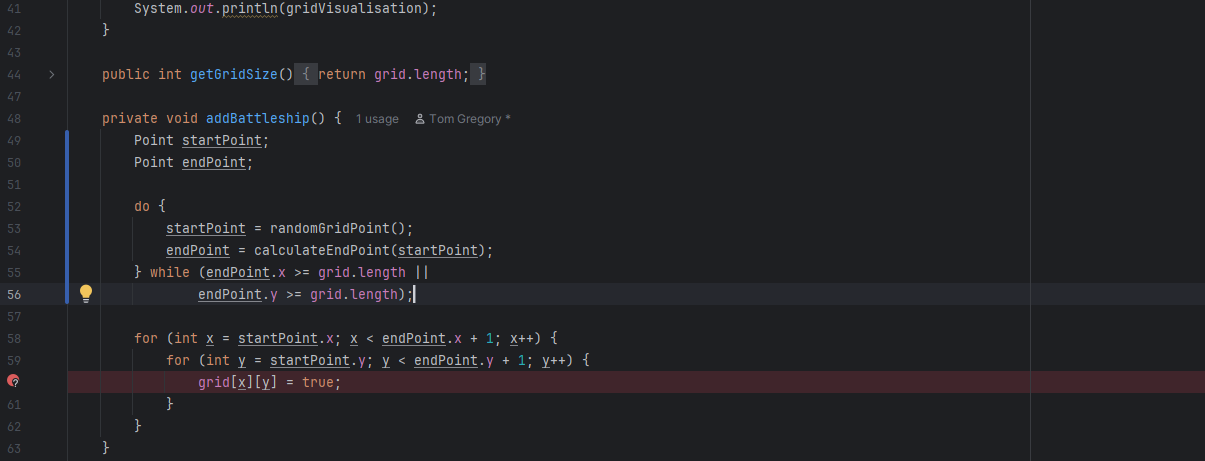 41 System.out.println(gridVisualisation);
42 }
43
44 public int getGridSize() { return grid.length; }
47
48 private void addBattleship() { 1 usage Tom Gregory *
49 Point startPoint;
50 Point endPoint;
51
52 do {
53 startPoint = randomGridPoint();
54 endPoint = calculateEndPoint(startPoint);
55 } while (endPoint.x >= grid.length ||
56 endPoint.y >= grid.length);
57
58 for (int x = startPoint.x; x < endPoint.x + 1; x++) {
59 for (int y = startPoint.y; y < endPoint.y + 1; y++) {
grid[x][y] = true;
61 }
62 }
63 }